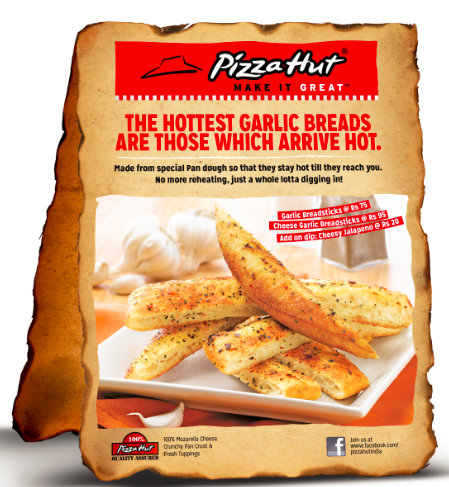 Pizza Hut®
MAKE IT GREAT™
THE HOTTEST GARLIC BREADS
ARE THOSE WHICH ARRIVE HOT.
Made from special Pan dough so that they stay hot till they reach you.
No more reheating, just a whole lotta digging in!
Garlic Breadsticks @ Rs 75
Cheese Garlic Breadsticks @ Rs 95
Add on dip: Cheesy Jalapeno @ Rs 20
100%
Pizza Hut
QUALITY ASSURED
100% Mozarella Cheese,
Crunchy Pan Crust &
Fresh Toppings
f
Join us at
www.facebook.com/
pizzahutindia